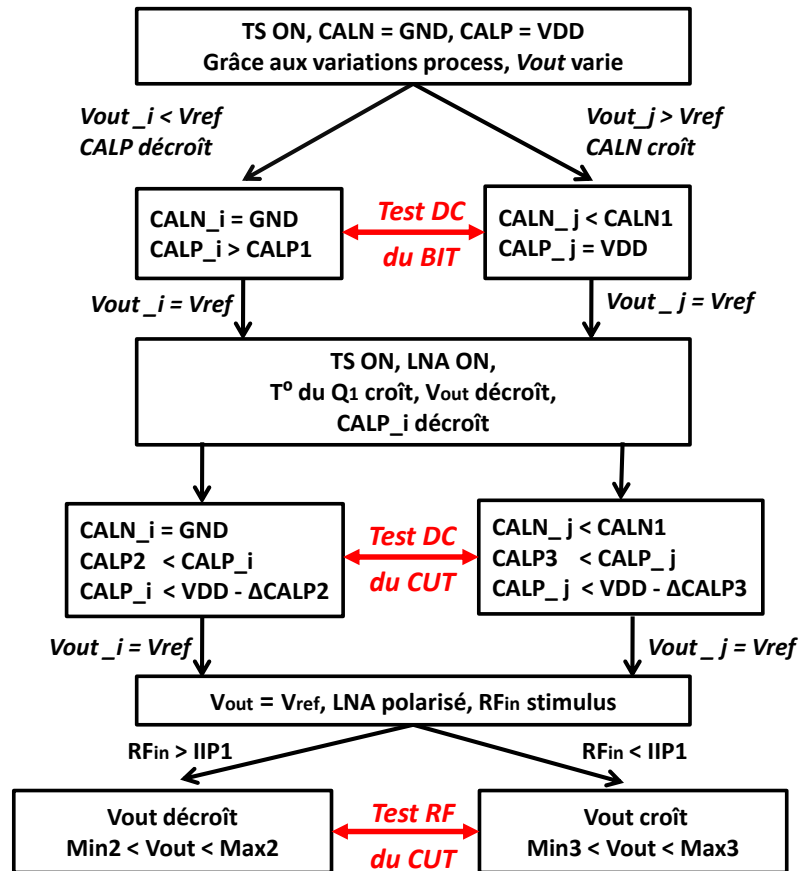 TS ON, CALN = GND, CALP = VDD
Grâce aux variations process, Vout varie
Vout _i < Vref
CALP décroît
Vout_j > Vref
CALN croît
CALN_i = GND
CALP_i > CALP1
Test DC
du BIT
CALN_ j < CALN1
CALP_ j = VDD
Vout _i = Vref
Vout _ j = Vref
TS ON, LNA ON,
T° du Q1 croît, Vout décroît,
CALP_i décroît
CALN_i = GND
CALP2 < CALP_i
CALP_i < VDD - ΔCALP2
Test DC
du CUT
CALN_ j < CALN1
CALP3 < CALP_ j
CALP_ j < VDD - ΔCALP3
Vout _i = Vref
Vout _ j = Vref
Vout = Vref, LNA polarisé, RFin stimulus
RFin > IIP1
RFin < IIP1
Vout décroît
Min2 < Vout < Max2
Test RF
du CUT
Vout croît
Min3 < Vout < Max3